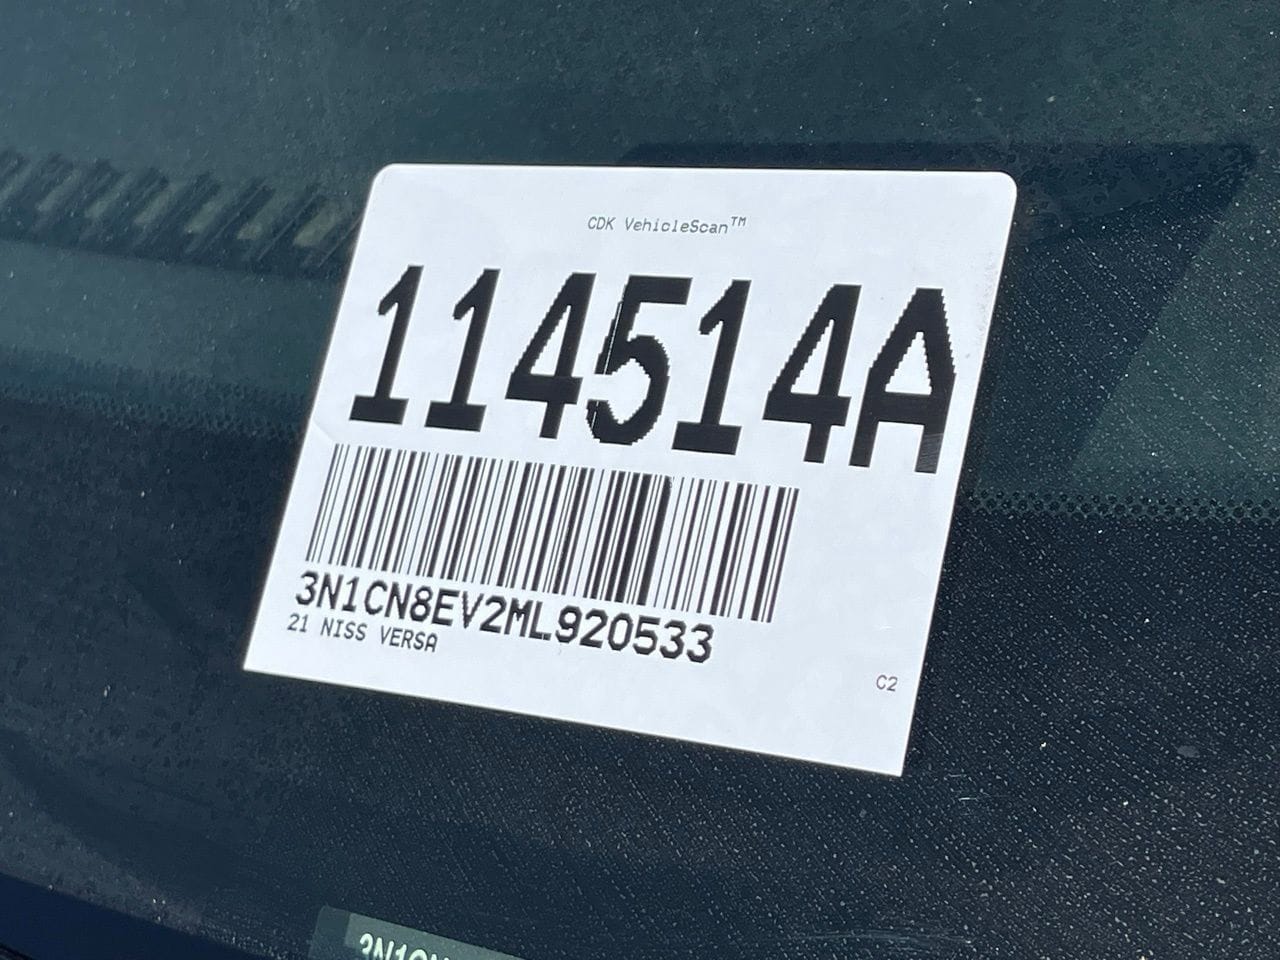 CDK VehicleScan™
114514A
3N1CN8EV2ML920533
21 NISS VERSA
C2